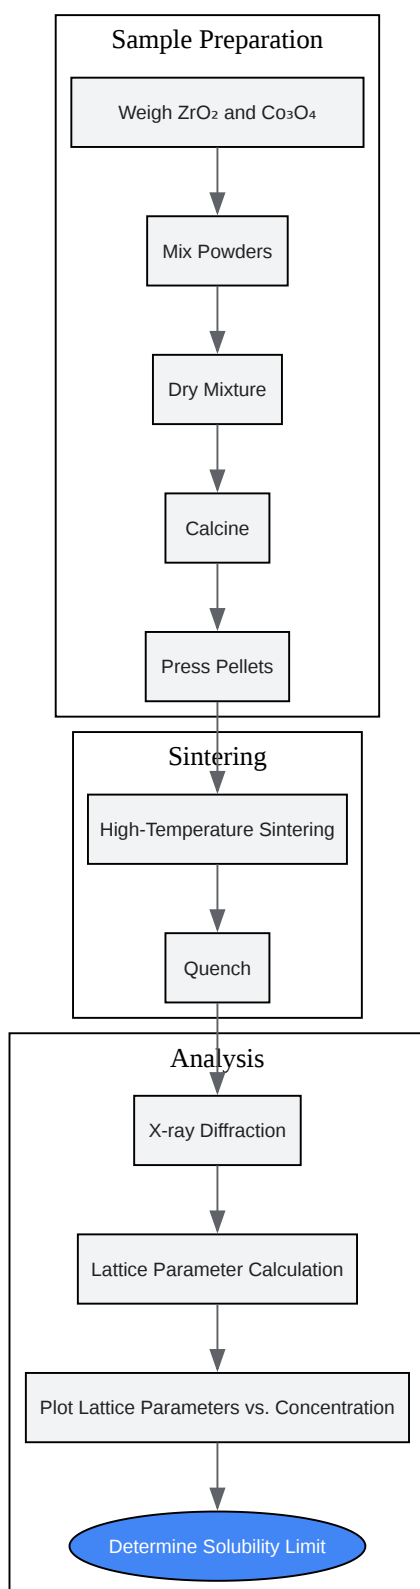 Sample Preparation
Weigh ZrO₂ and Co₃O₄
Mix Powders
Dry Mixture
Calcine
Press Pellets
Sintering
High-Temperature Sintering
Quench
Analysis
X-ray Diffraction
Lattice Parameter Calculation
Plot Lattice Parameters vs. Concentration
Determine Solubility Limit